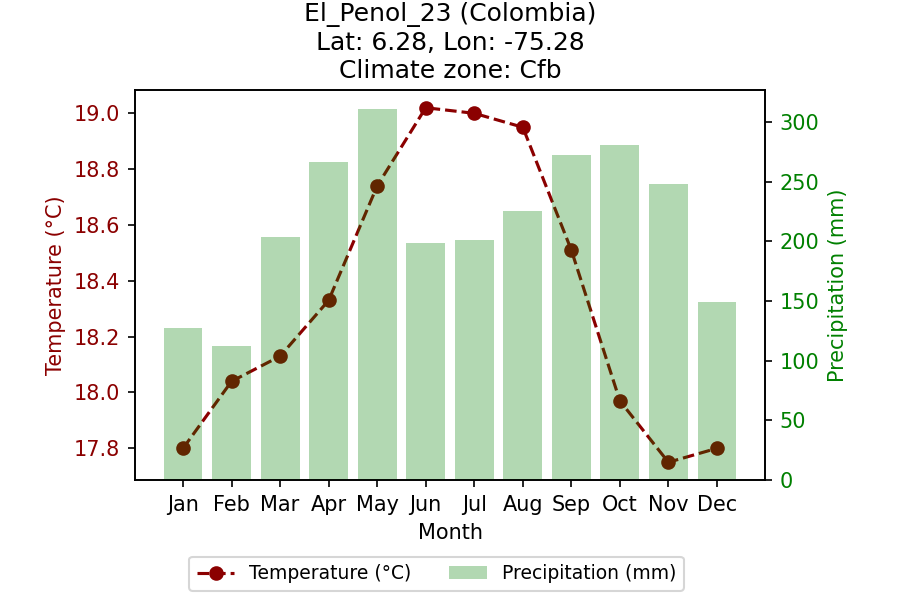 El_Penol_23 (Colombia)
Lat: 6.28, Lon: -75.28
Climate zone: Cfb
Temperature (°C)
19.0
18.8
18.6
18.4
18.2
18.0
17.8
300
250
200
150
100
50
0
Precipitation (mm)
Jan Feb Mar Apr May Jun Jul Aug Sep Oct Nov Dec
Month
Temperature (°C) Precipitation (mm)